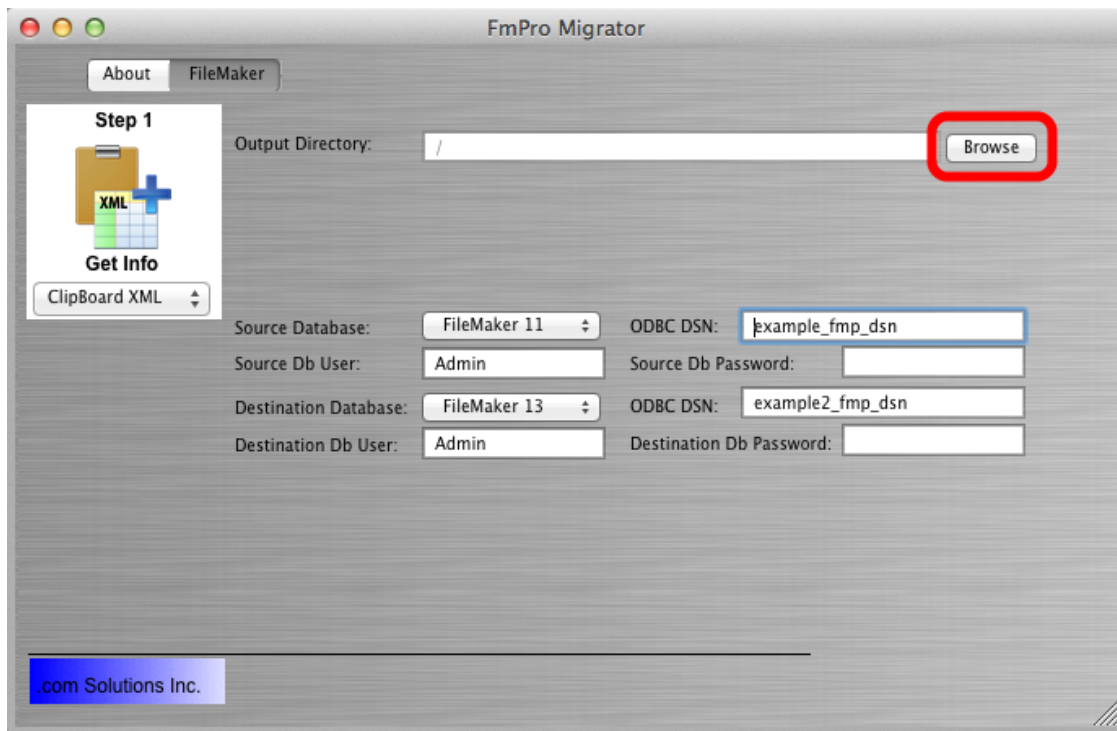 FmPro Migrator
About FileMaker
Step 1
XML
Get Info
ClipBoard XML
Output Directory: / Browse
Source Database: FileMaker 11 ODBC DSN: example_fmp_dsn
Source Db User: Admin Source Db Password:
Destination Database: FileMaker 13 ODBC DSN: example2_fmp_dsn
Destination Db User: Admin Destination Db Password:
.com Solutions Inc.